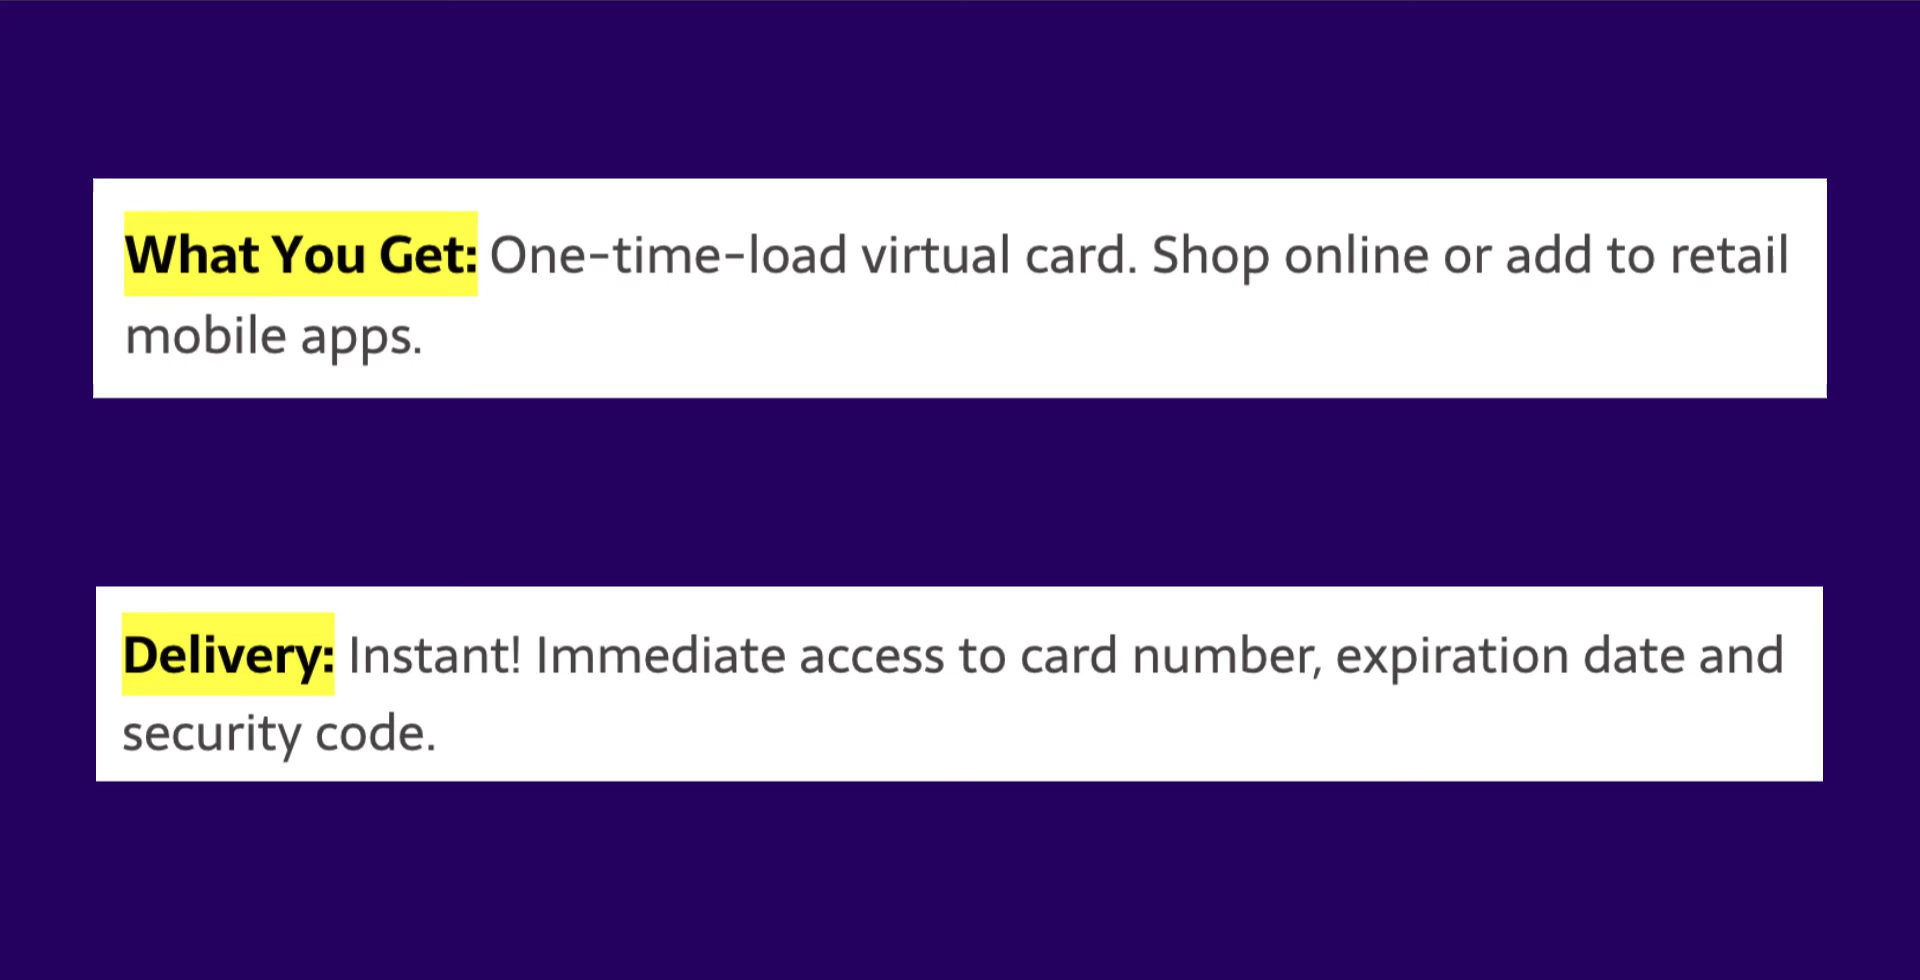 What You Get: One-time-load virtual card. Shop online or add to retail
mobile apps.
Delivery: Instant! Immediate access to card number, expiration date and
security code.